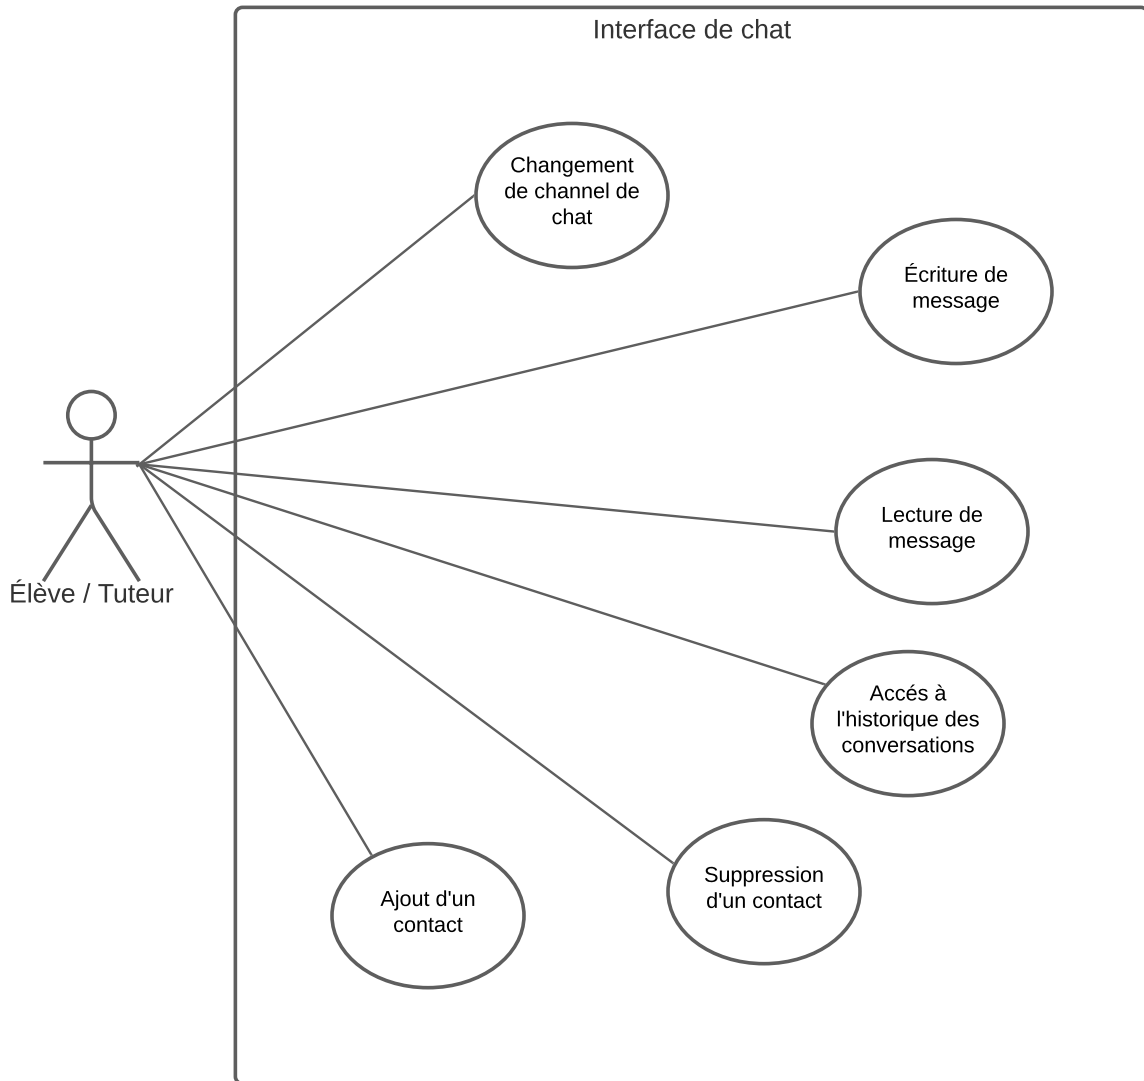 Interface de chat
Changement
de channel de
chat
Écriture de
message
Lecture de
message
Élève / Tuteur
Accés à
l'historique des
conversations
Suppression
d'un contact
Ajout d'un
contact